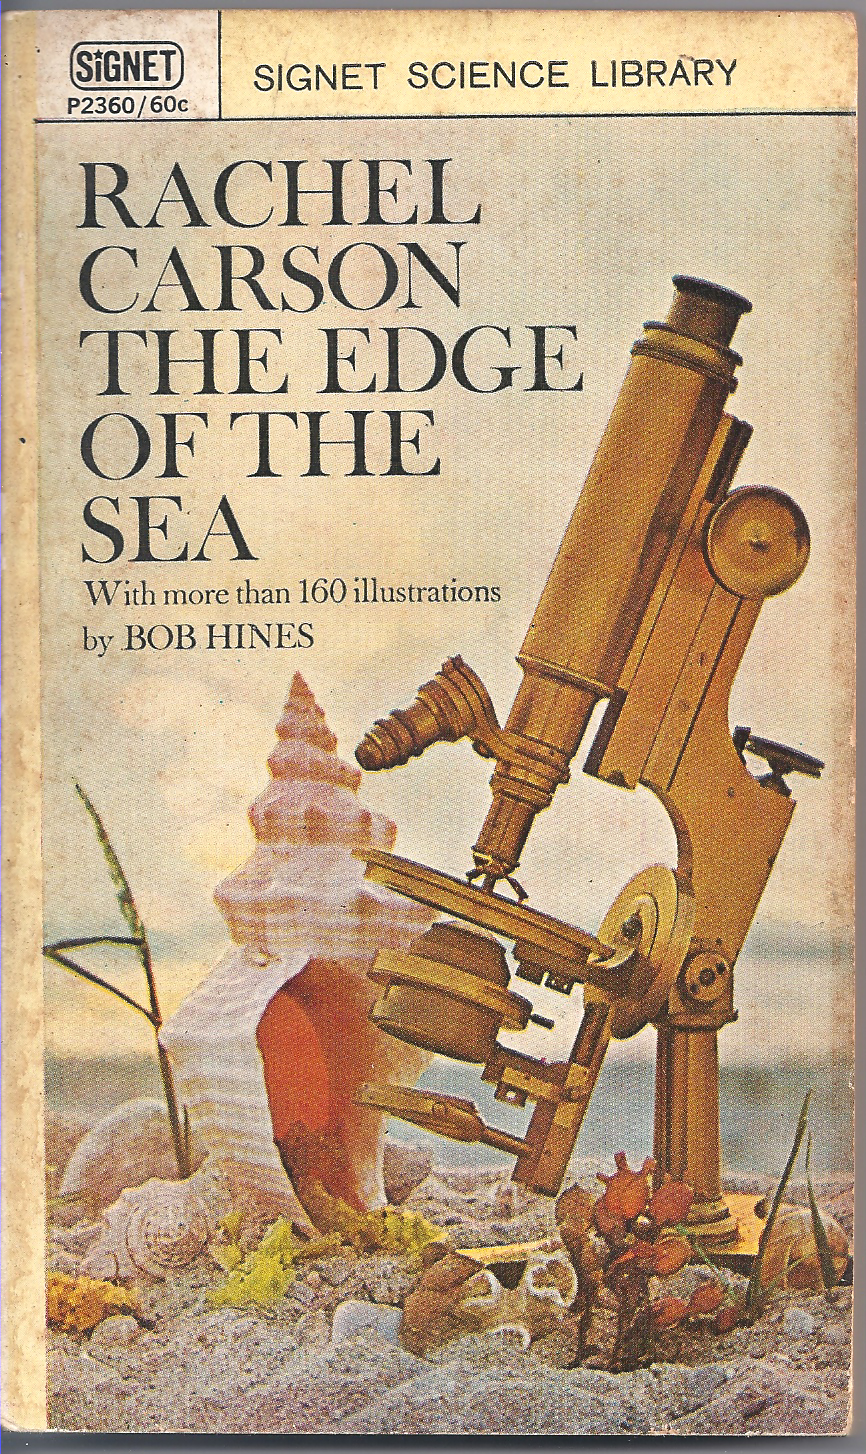 SiGNET
P2360/60c
SIGNET SCIENCE LIBRARY
RACHEL
CARSON
THE EDGE
OF THE
SEA
With more than 160 illustrations
by BOB HINES